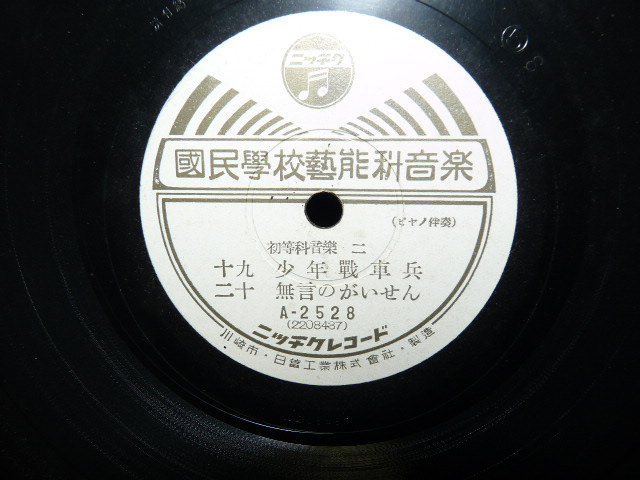 ニッチク
國民學校藝能科音楽
(ピヤノ伴奏)
初等科音樂 二
十九 少年戰車兵
二十 無言のがいせん
A-2528
(2208487)
ニッチクレコード
川崎市・日蓄工業株式會社・製造